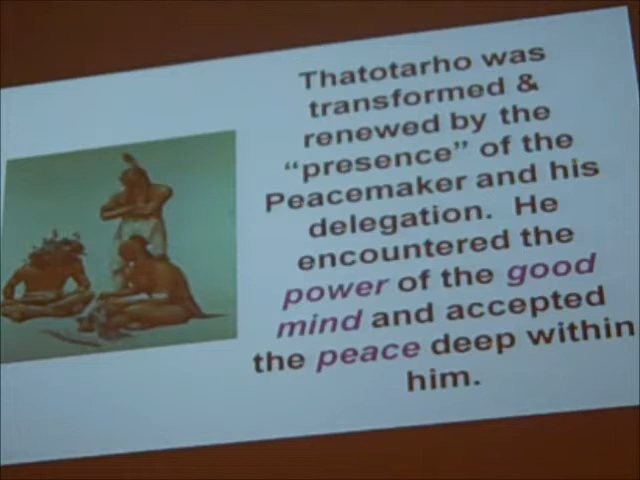 Thatotarho was
transformed &
renewed by the
“presence” of the
Peacemaker and his
delegation. He
encountered the
power of the good
mind and accepted
the peace deep within
him.